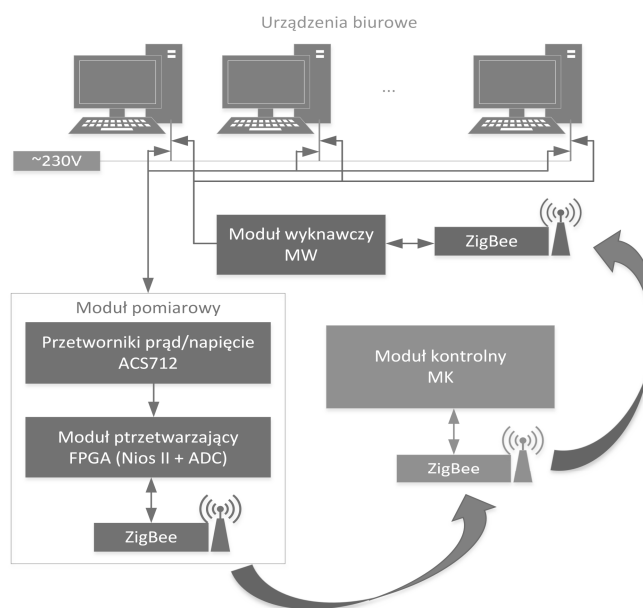 Urządzenia biurowe
...
~230V
Moduł wyknawczy
MW
ZigBee
Moduł pomiarowy
Przetworniki prąd/napięcie
ACS712
Moduł kontrolny
MK
Moduł ptrzetwarzający
FPGA (Nios II + ADC)
ZigBee
ZigBee